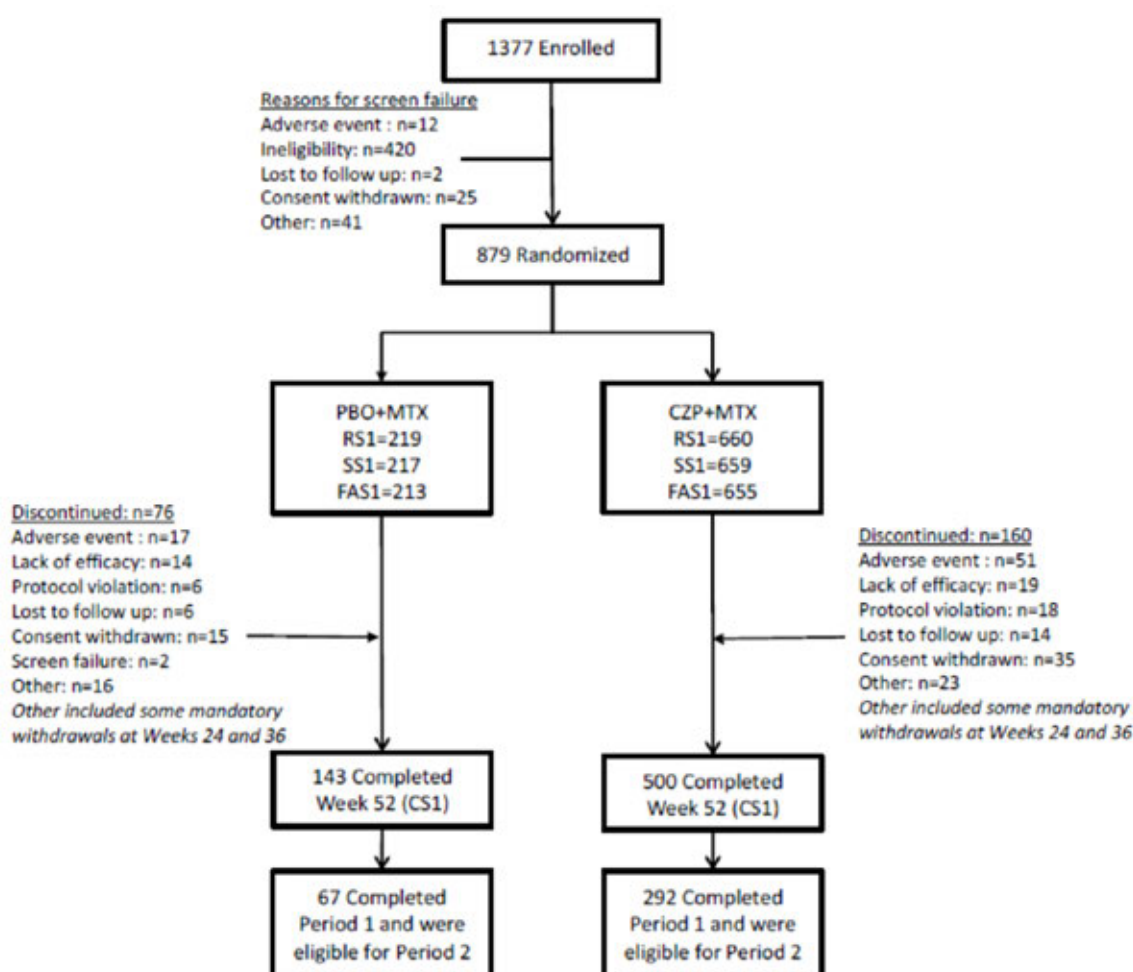 1377 Enrolled
Reasons for screen failure
Adverse event : n=12
Ineligibility: n=420
Lost to follow up: n=2
Consent withdrawn: n=25
Other: n=41
879 Randomized
PBO+MTX
RS1=219
SS1=217
FAS1=213
CZP+MTX
RS1=660
SS1=659
FAS1=655
Discontinued: n=76
Adverse event : n=17
Lack of efficacy: n=14
Protocol violation: n=6
Lost to follow up: n=6
Consent withdrawn: n=15
Screen failure: n=2
Other: n=16
Other included some mandatory
withdrawals at Weeks 24 and 36
Discontinued: n=160
Adverse event : n=51
Lack of efficacy: n=19
Protocol violation: n=18
Lost to follow up: n=14
Consent withdrawn: n=35
Other: n=23
Other included some mandatory
withdrawals at Weeks 24 and 36
143 Completed
Week 52 (CS1)
500 Completed
Week 52 (CS1)
67 Completed
Period 1 and were
eligible for Period 2
292 Completed
Period 1 and were
eligible for Period 2